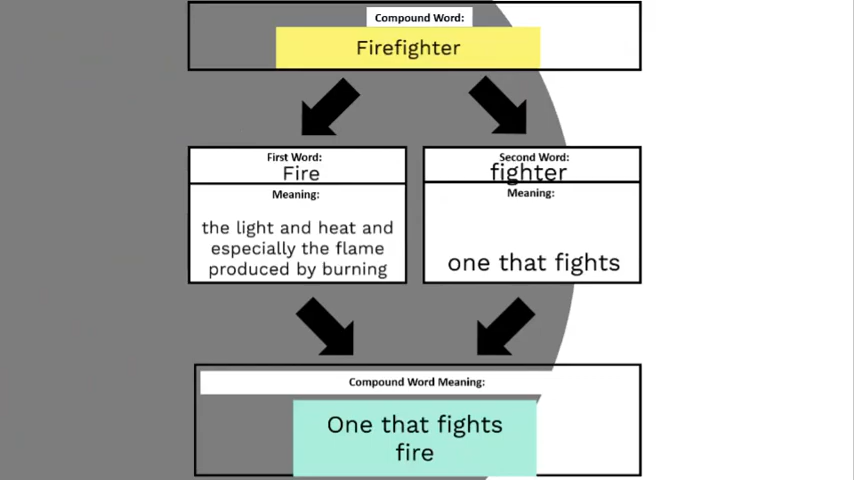 Compound Word:
Firefighter
First Word:
Fire
Meaning:
the light and heat and
especially the flame
produced by burning
Second Word:
fighter
Meaning:
one that fights
Compound Word Meaning:
One that fights
fire